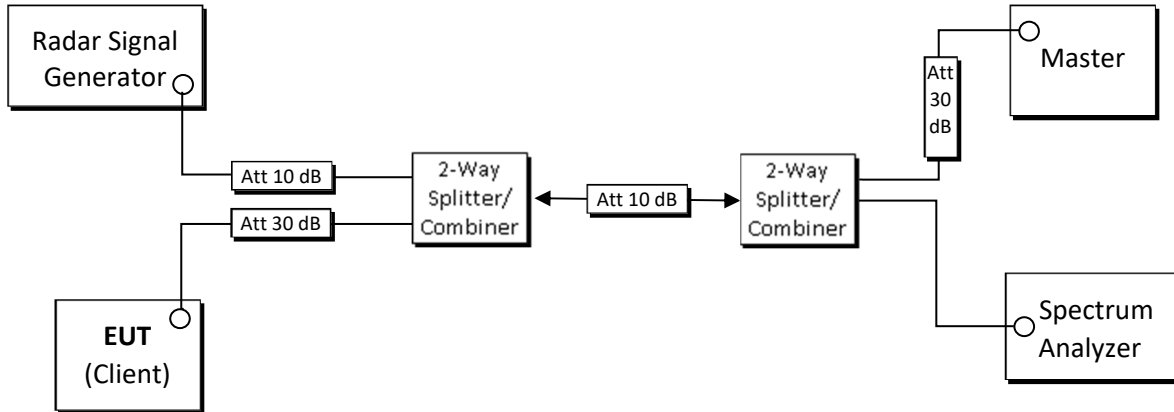 Radar Signal
Generator
Att 10 dB
Att 30 dB
EUT
(Client)
2-Way
Splitter/
Combiner
Att 10 dB
2-Way
Splitter/
Combiner
Att
30
dB
Master
Spectrum
Analyzer